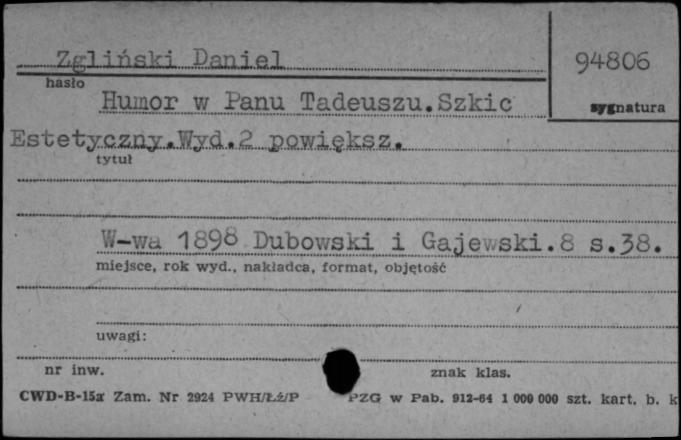 Zgliński Daniel
94806
hasło
sygnatura
Humor w Panu Tadeuszu.Szkic
Estetyczny.Wyd.2 powiększ.
tytuł
W-wa 1898 Dubowski i Gajewski.8 s.38.
miejsce, rok wyd., nakładca, format, objętość
uwagi:
nr inw.
znak klas.
CWD-B-15a Zam. Nr 2924 PWH/Łż/P PZG w Pab. 912-64 1 000 000 szt. kart. b. k